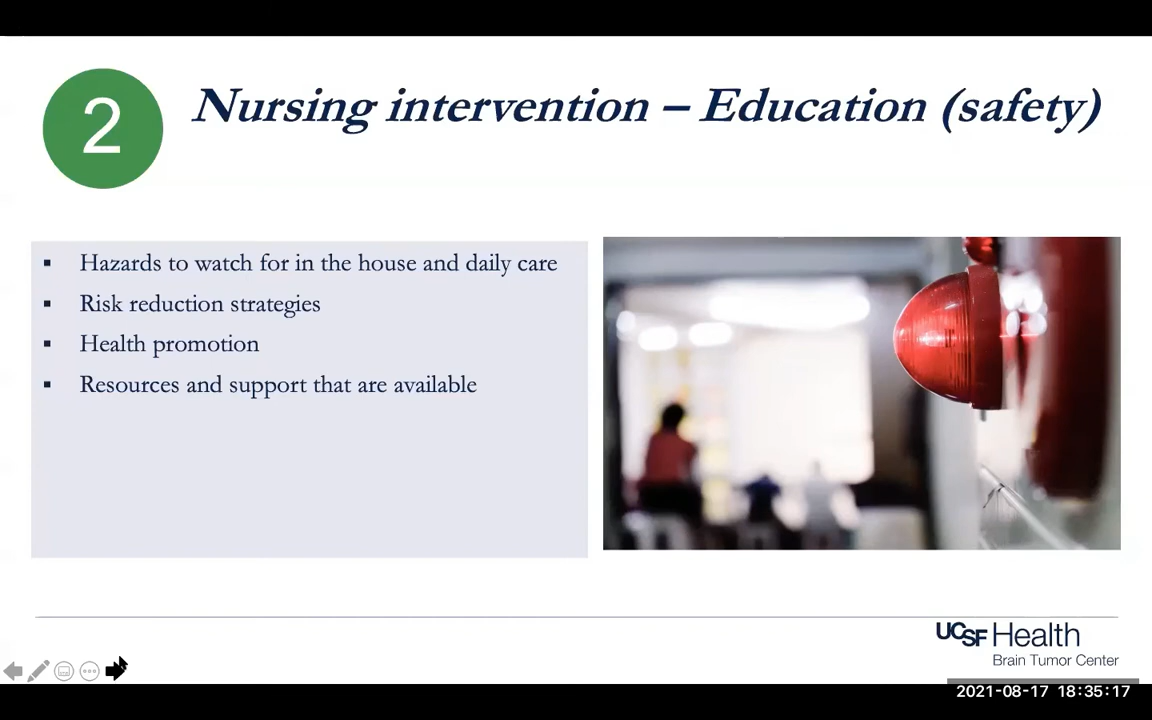 2
Nursing intervention – Education (safety)
▪ Hazards to watch for in the house and daily care
▪ Risk reduction strategies
▪ Health promotion
▪ Resources and support that are available
UCSF Health
Brain Tumor Center
2021-08-17 18:35:17